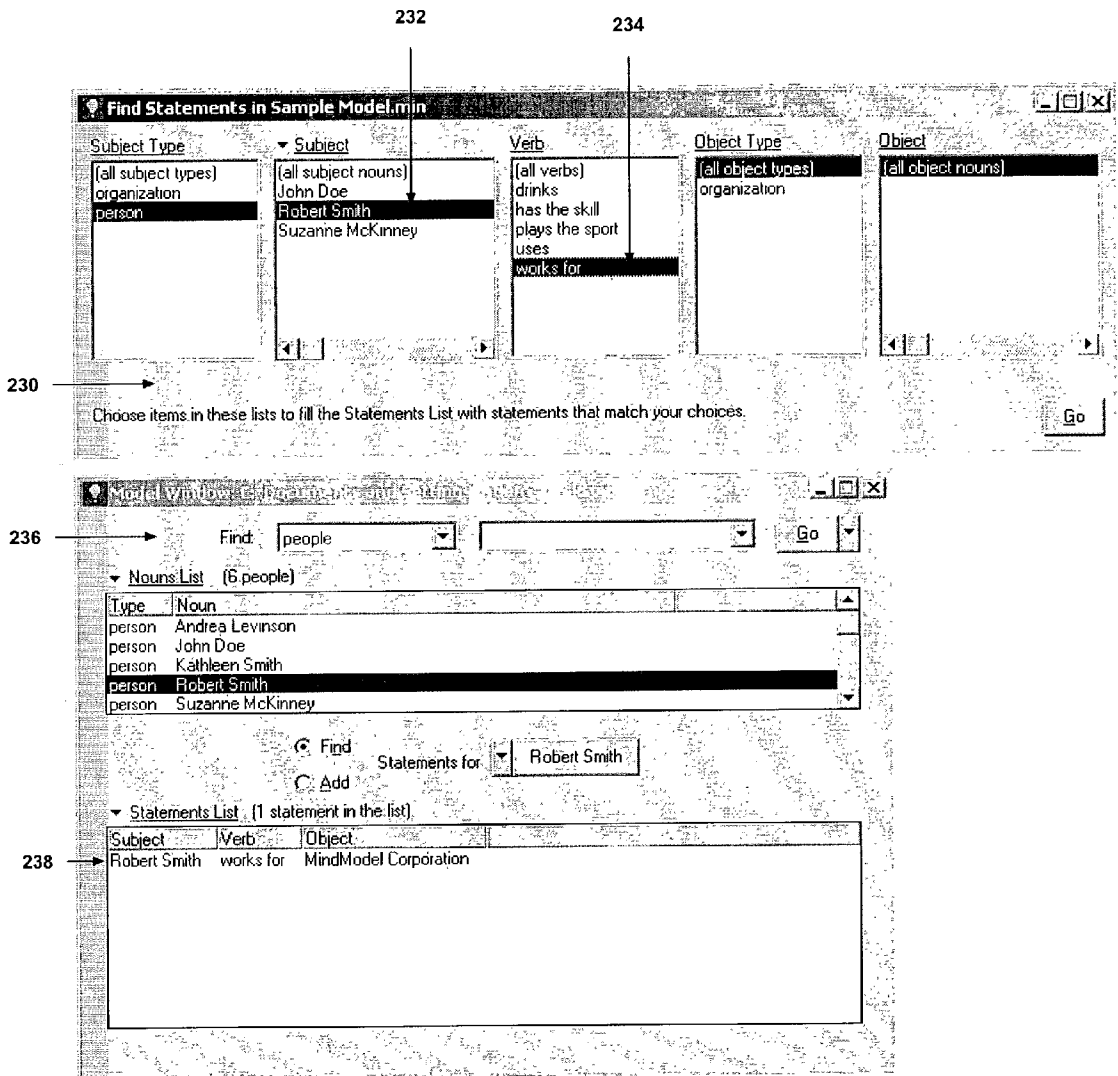 232
234
Find Statements in Sample Model.min
Subject Type
Subject
Verb
Object Type
Object
(all subject types)
organization
person
(all subject nouns)
John Doe
Robert Smith
Suzanne McKinney
(all verbs)
drinks
has the skill
plays the sport
uses
works for
(all object types)
organization
(all object nouns)
230
Choose items in these lists to fill the Statements List with statements that match your choices.
Go
Model Window: C:\Documents and Settings
236
Find:
people
Go
Nouns List (6 people)
Type Noun
person Andrea Levinson
person John Doe
person Kathleen Smith
person Robert Smith
person Suzanne McKinney
Find
Add
Statements for
Robert Smith
Statements List (1 statement in the list)
Subject Verb Object
238
Robert Smith works for MindModel Corporation